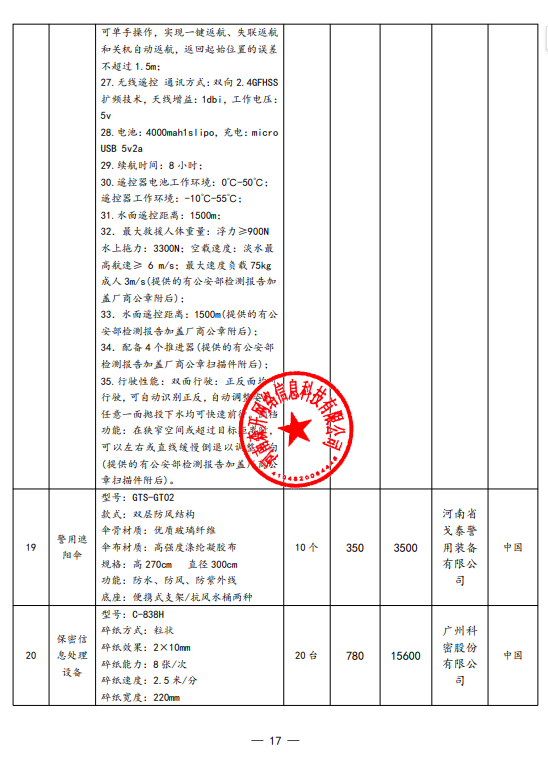 可单手操作，实现一键返航、失联返航
和关机自动返航，返回起始位置的误差
不超过 1.5m；
27.无线遥控 通讯方式：双向 2.4GFHSS
扩频技术，天线增益：1dbi，工作电压：
5v
28.电池：4000mah1slipo，充电：micro
USB 5v2a
29.续航时间：8 小时；
30.遥控器电池工作环境：0℃-50℃；
遥控器工作环境：-10℃-55℃；
31.水面遥控距离：1500m；
32. 最大救援人体重量：浮力≥900N
水上拖力：3300N；空载速度：淡水最
高航速≥ 6 m/s；最大速度负载 75kg
成人 3m/s(提供的有公安部检测报告加
盖厂商公章附后)；
33. 水面遥控距离：1500m(提供的有公
安部检测报告加盖厂商公章附后)；
34. 配备 4 个推进器(提供的有公安部
检测报告加盖厂商公章扫描件附后)；
35.行驶性能：双面行驶：正反面均
行驶，可自动识别正反，自动调整
任意一面抛投下水均可快速前行
功能：在狭窄空间或超过目标
可以左右或直线缓慢倒退以调整
(提供的有公安部检测报告加盖厂商公
章扫描件附后)。
19
警用遮
阳伞
型号：GTS-GT02
款式：双层防风结构
伞骨材质：优质玻璃纤维
伞布材质：高强度涤纶凝胶布
规格：高 270cm 直径 300cm
功能：防水、防风、防紫外线
底座：便携式支架/抗风水桶两种
10 个
350
3500
河南省
戈泰警
用装备
有限公
司
中国
20
保密信
息处理
设备
型号：C-838H
碎纸方式：粒状
碎纸效果：2×10mm
碎纸能力：8 张/次
碎纸速度：2.5 米/分
碎纸宽度：220mm
20 台
780
15600
广州科
密股份
有限公
司
中国
— 17 —